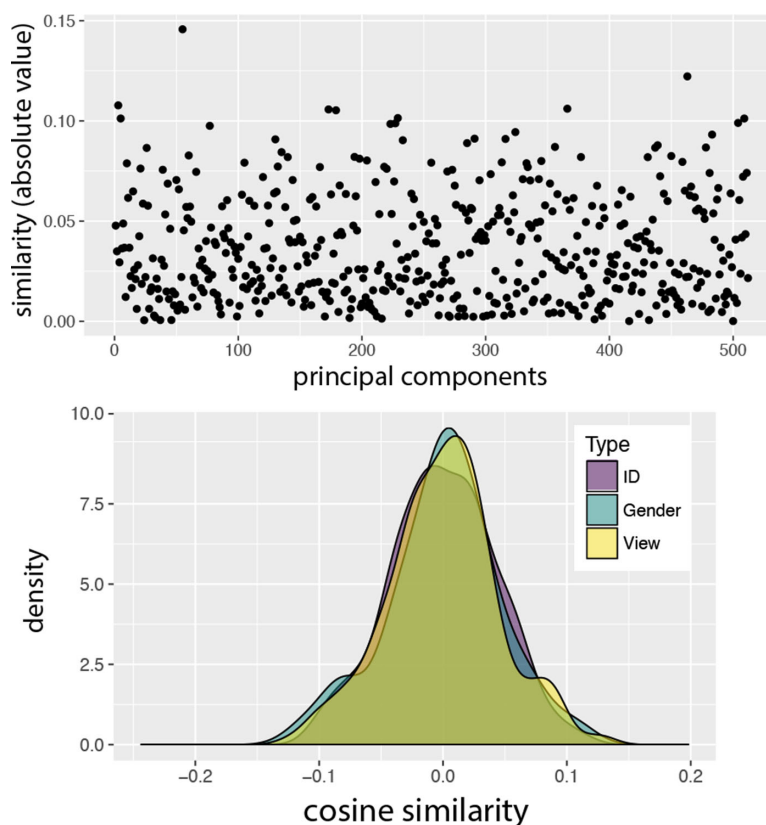 0.15
0.10
0.05
0.00
similarity (absolute value)
0 100 200 300 400 500
principal components
10.0
7.5
5.0
2.5
0.0
density
Type
ID
Gender
View
−0.2 −0.1 0.0 0.1 0.2
cosine similarity